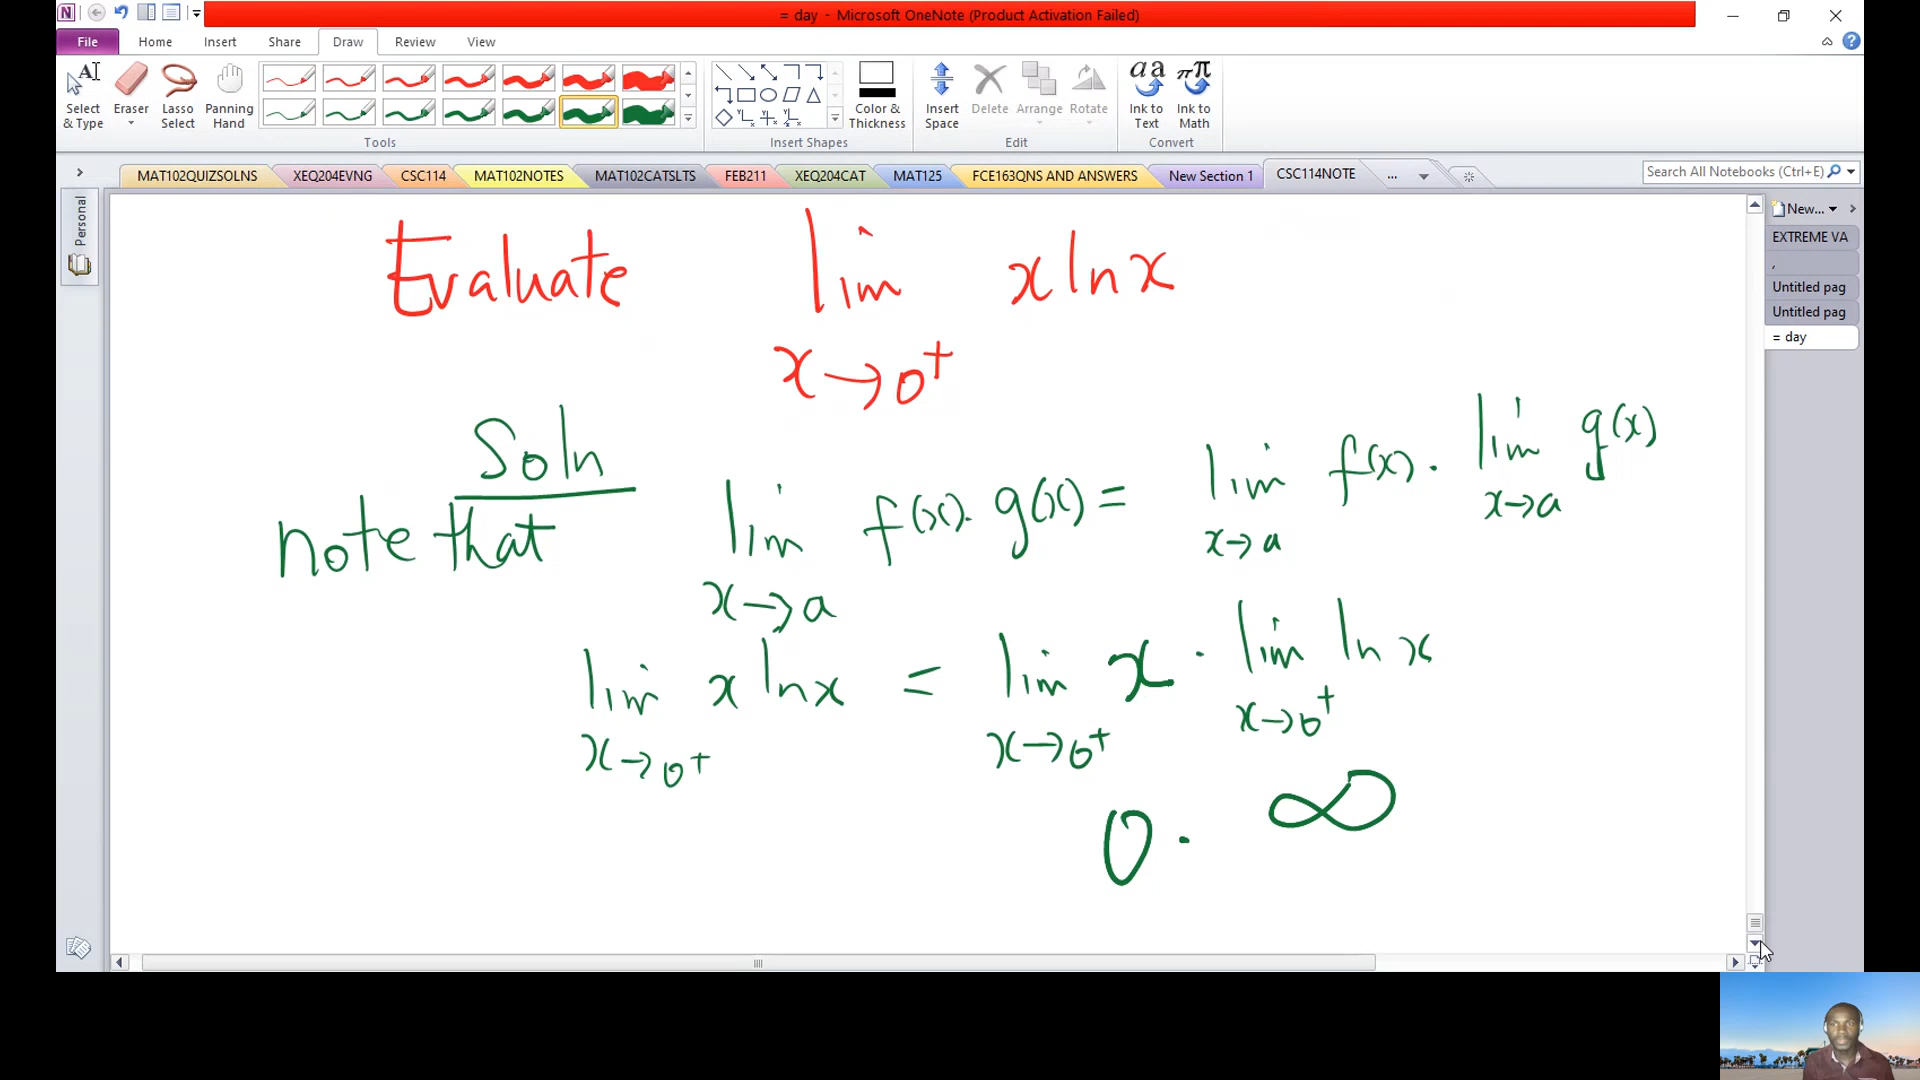 = day - Microsoft OneNote (Product Activation Failed)
File Home Insert Share Draw Review View
Select & Type Eraser Lasso Select Panning Hand Color & Thickness Insert Space Delete Arrange Rotate Ink to Text Ink to Math
Tools Insert Shapes Edit Convert
MAT102QUIZSOLNS XEQ204EVNG CSC114 MAT102NOTES MAT102CATSLTS FEB211 XEQ204CAT MAT125 FCE163QNS AND ANSWERS New Section 1 CSC114NOTE ... Search All Notebooks (Ctrl+E)
Personal
New...
EXTREME VA
,
Untitled pag
Untitled pag
= day
Evaluate lim x ln x
x→0⁺
Soln
note that lim f(x). g(x) = lim f(x) . lim g(x)
x→a x→a x→a
lim x ln x = lim x . lim ln x
x→0⁺ x→0⁺ x→0⁺
0 . ∞